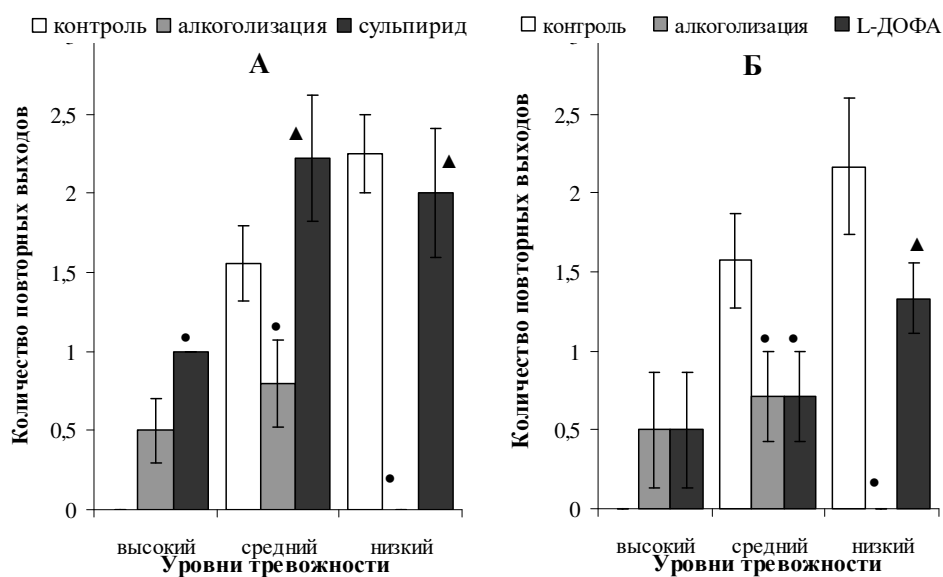 контроль алкоголизация сульпирид
А
Количество повторных выходов
3
2,5
2
1,5
1
0,5
0
высокий средний низкий
Уровни тревожности
контроль алкоголизация L-ДОФА
Б
Количество повторных выходов
3
2,5
2
1,5
1
0,5
0
высокий средний низкий
Уровни тревожности